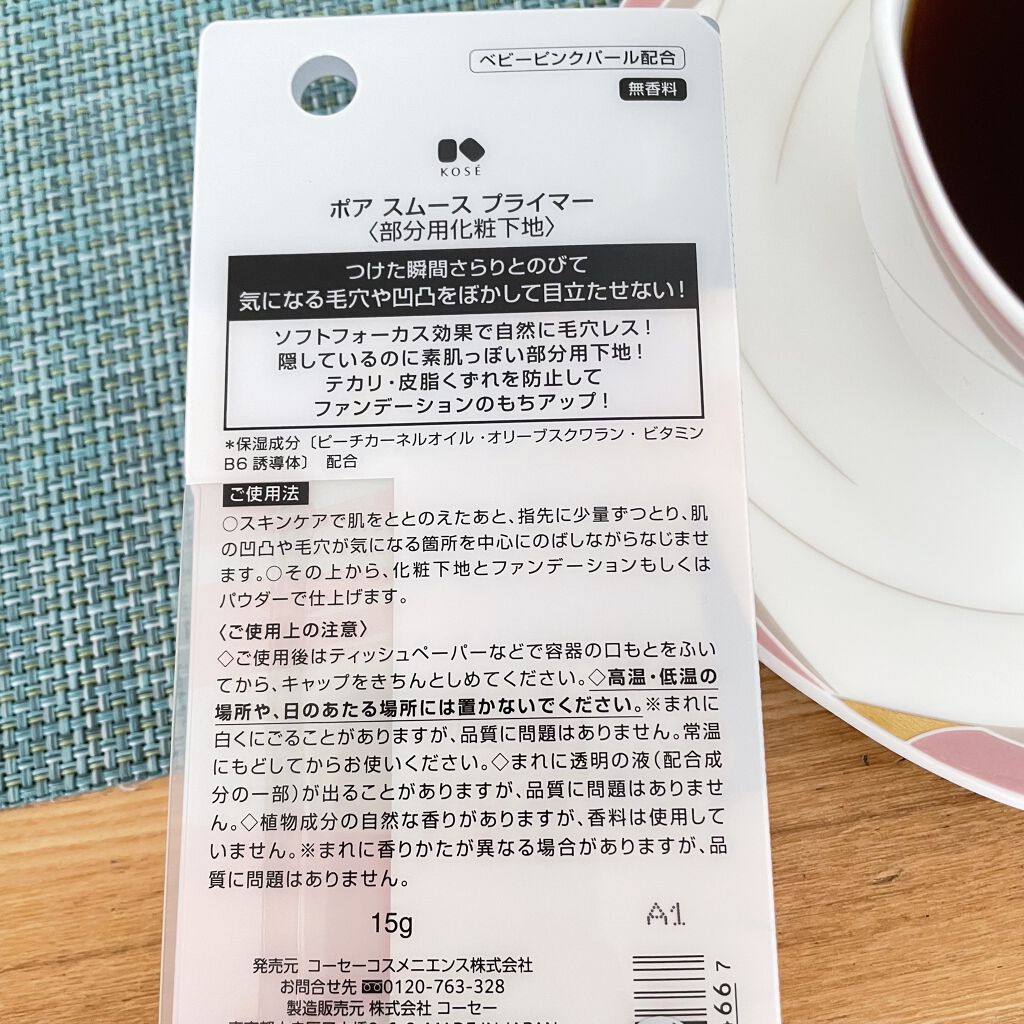 ベビーピンクパール配合
無香料
KOSÉ
ポア スムース プライマー
〈部分用化粧下地〉
つけた瞬間さらりとのびて
気になる毛穴や凹凸をぼかして目立たせない!
ソフトフォーカス効果で自然に毛穴レス!
隠しているのに素肌っぽい部分用下地!
テカリ・皮脂くずれを防止して
ファンデーションのもちアップ!
*保湿成分〔ピーチカーネルオイル・オリーブスクワラン・ビタミン
B6誘導体〕 配合
ご使用法
○スキンケアで肌をととのえたあと、指先に少量ずつとり、肌
の凹凸や毛穴が気になる箇所を中心にのばしながらなじませ
ます。○その上から、化粧下地とファンデーションもしくは
パウダーで仕上げます。
〈ご使用上の注意〉
◇ご使用後はティッシュペーパーなどで容器の口もとをふい
てから、キャップをきちんとしめてください。◇高温・低温の
場所や、日のあたる場所には置かないでください。※まれに
白くにごることがありますが、品質に問題はありません。常温
にもどしてからお使いください。◇まれに透明の液(配合成
分の一部)が出ることがありますが、品質に問題はありませ
ん。◇植物成分の自然な香りがありますが、香料は使用して
いません。※まれに香りかたが異なる場合がありますが、品
質に問題はありません。
15g
A1
発売元 コーセーコスメニエンス株式会社
お問合せ先 0120-763-328
製造販売元 株式会社 コーセー